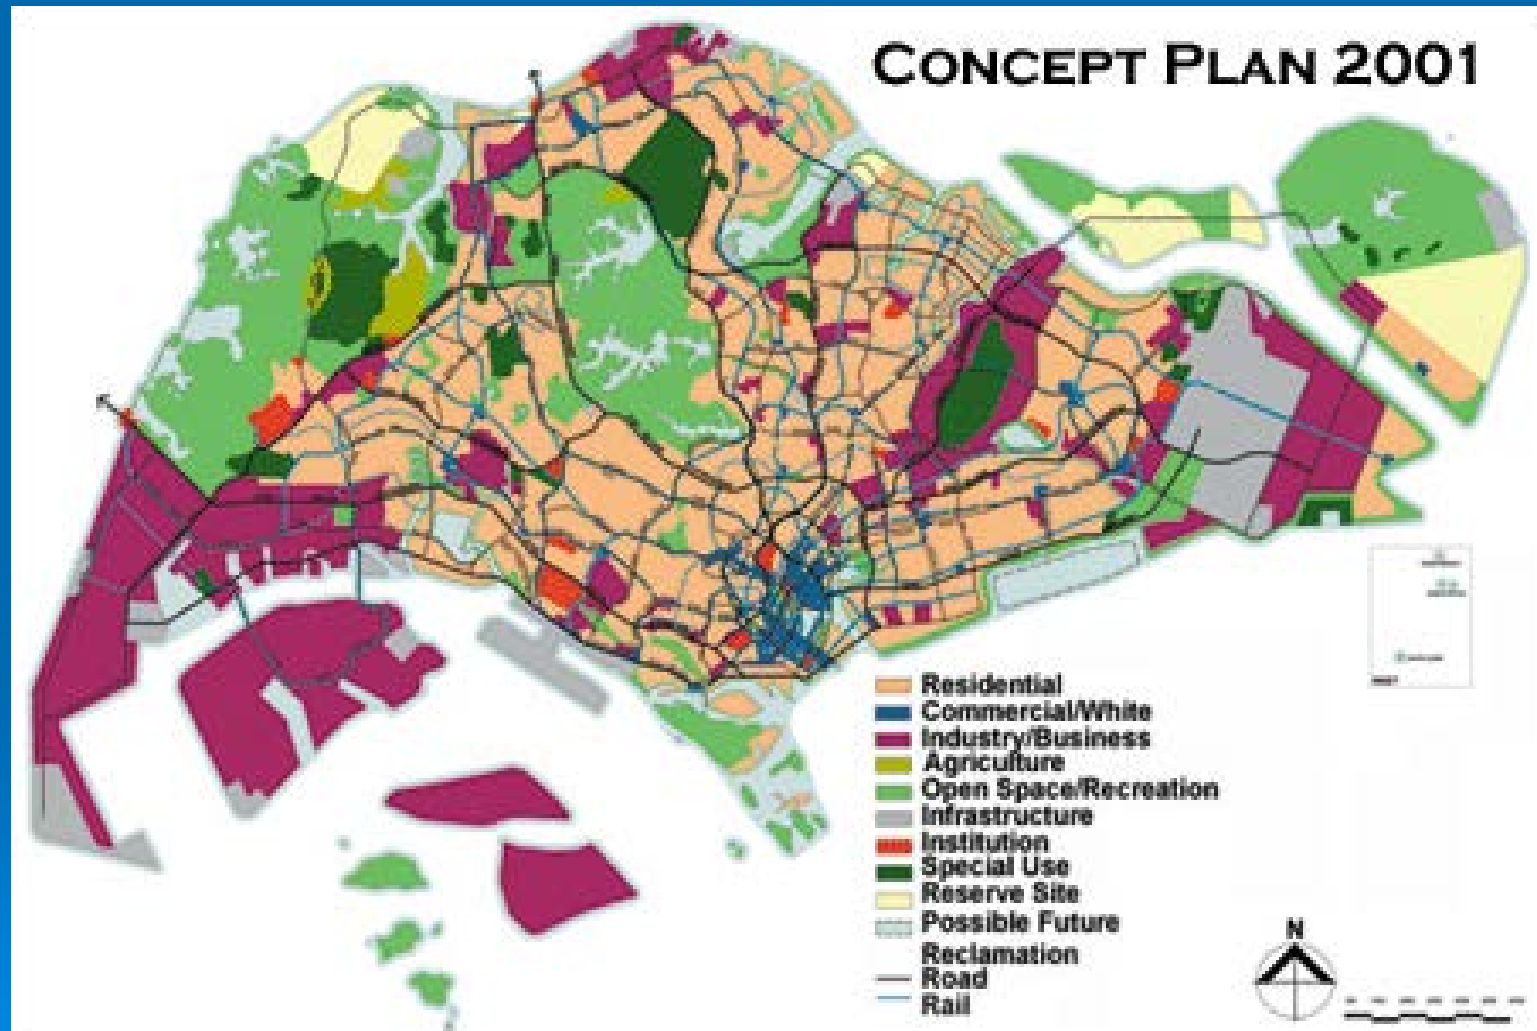 CONCEPT PLAN 2001
Residential
Commercial/White
Industry/Business
Agriculture
Open Space/Recreation
Infrastructure
Institution
Special Use
Reserve Site
Possible Future
Reclamation
Road
Rail
N